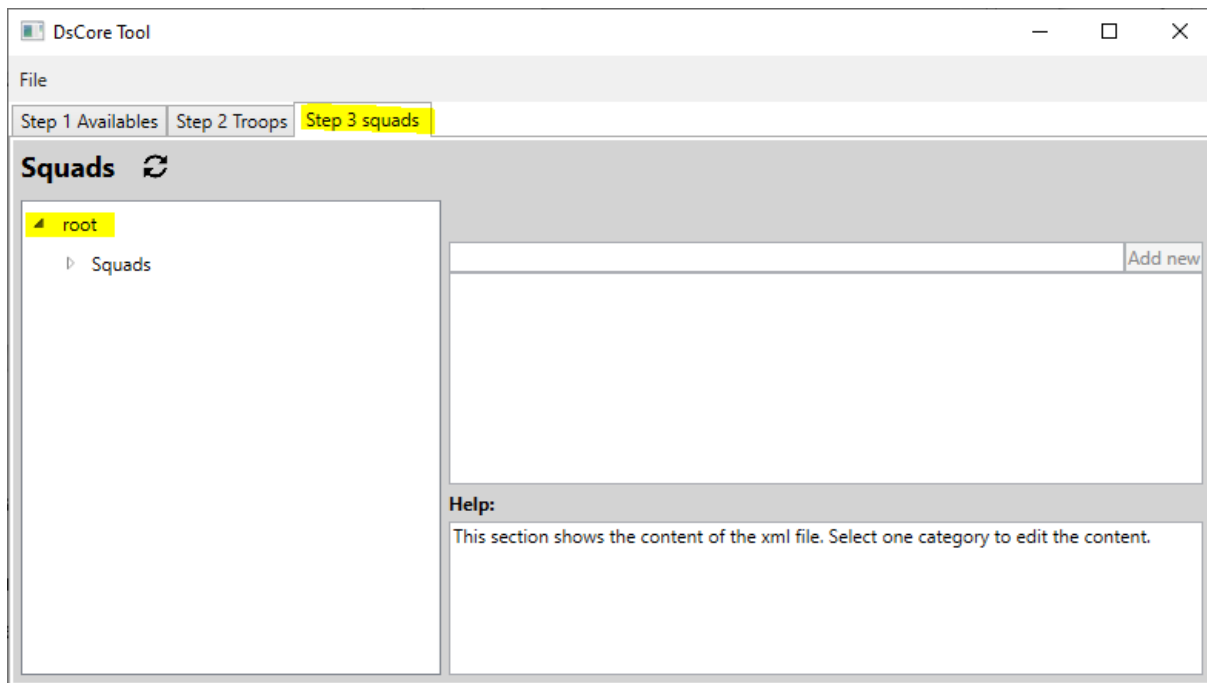 DsCore Tool
File
Step 1 Availables Step 2 Troops Step 3 squads
Squads
root
Squads
Add new
Help:
This section shows the content of the xml file. Select one category to edit the content.